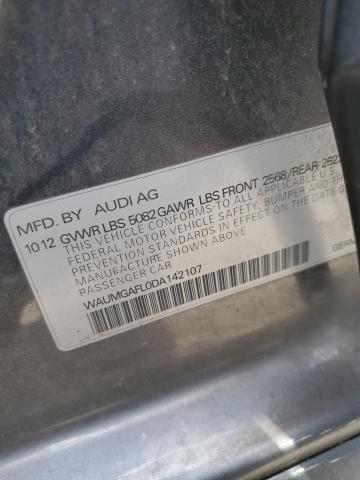 MFD. BY AUDI AG
10 12 GVWR LBS 5082 GAWR LBS FRONT 2568/REAR 262
THIS VEHICLE CONFORMS TO ALL APPLICABLE U.S.
FEDERAL MOTOR VEHICLE SAFETY, BUMPER AND
PREVENTION STANDARDS IN EFFECT ON THE
MANUFACTURE SHOWN ABOVE
PASSENGER CAR
GERM
WAUMGAFL0DA142107